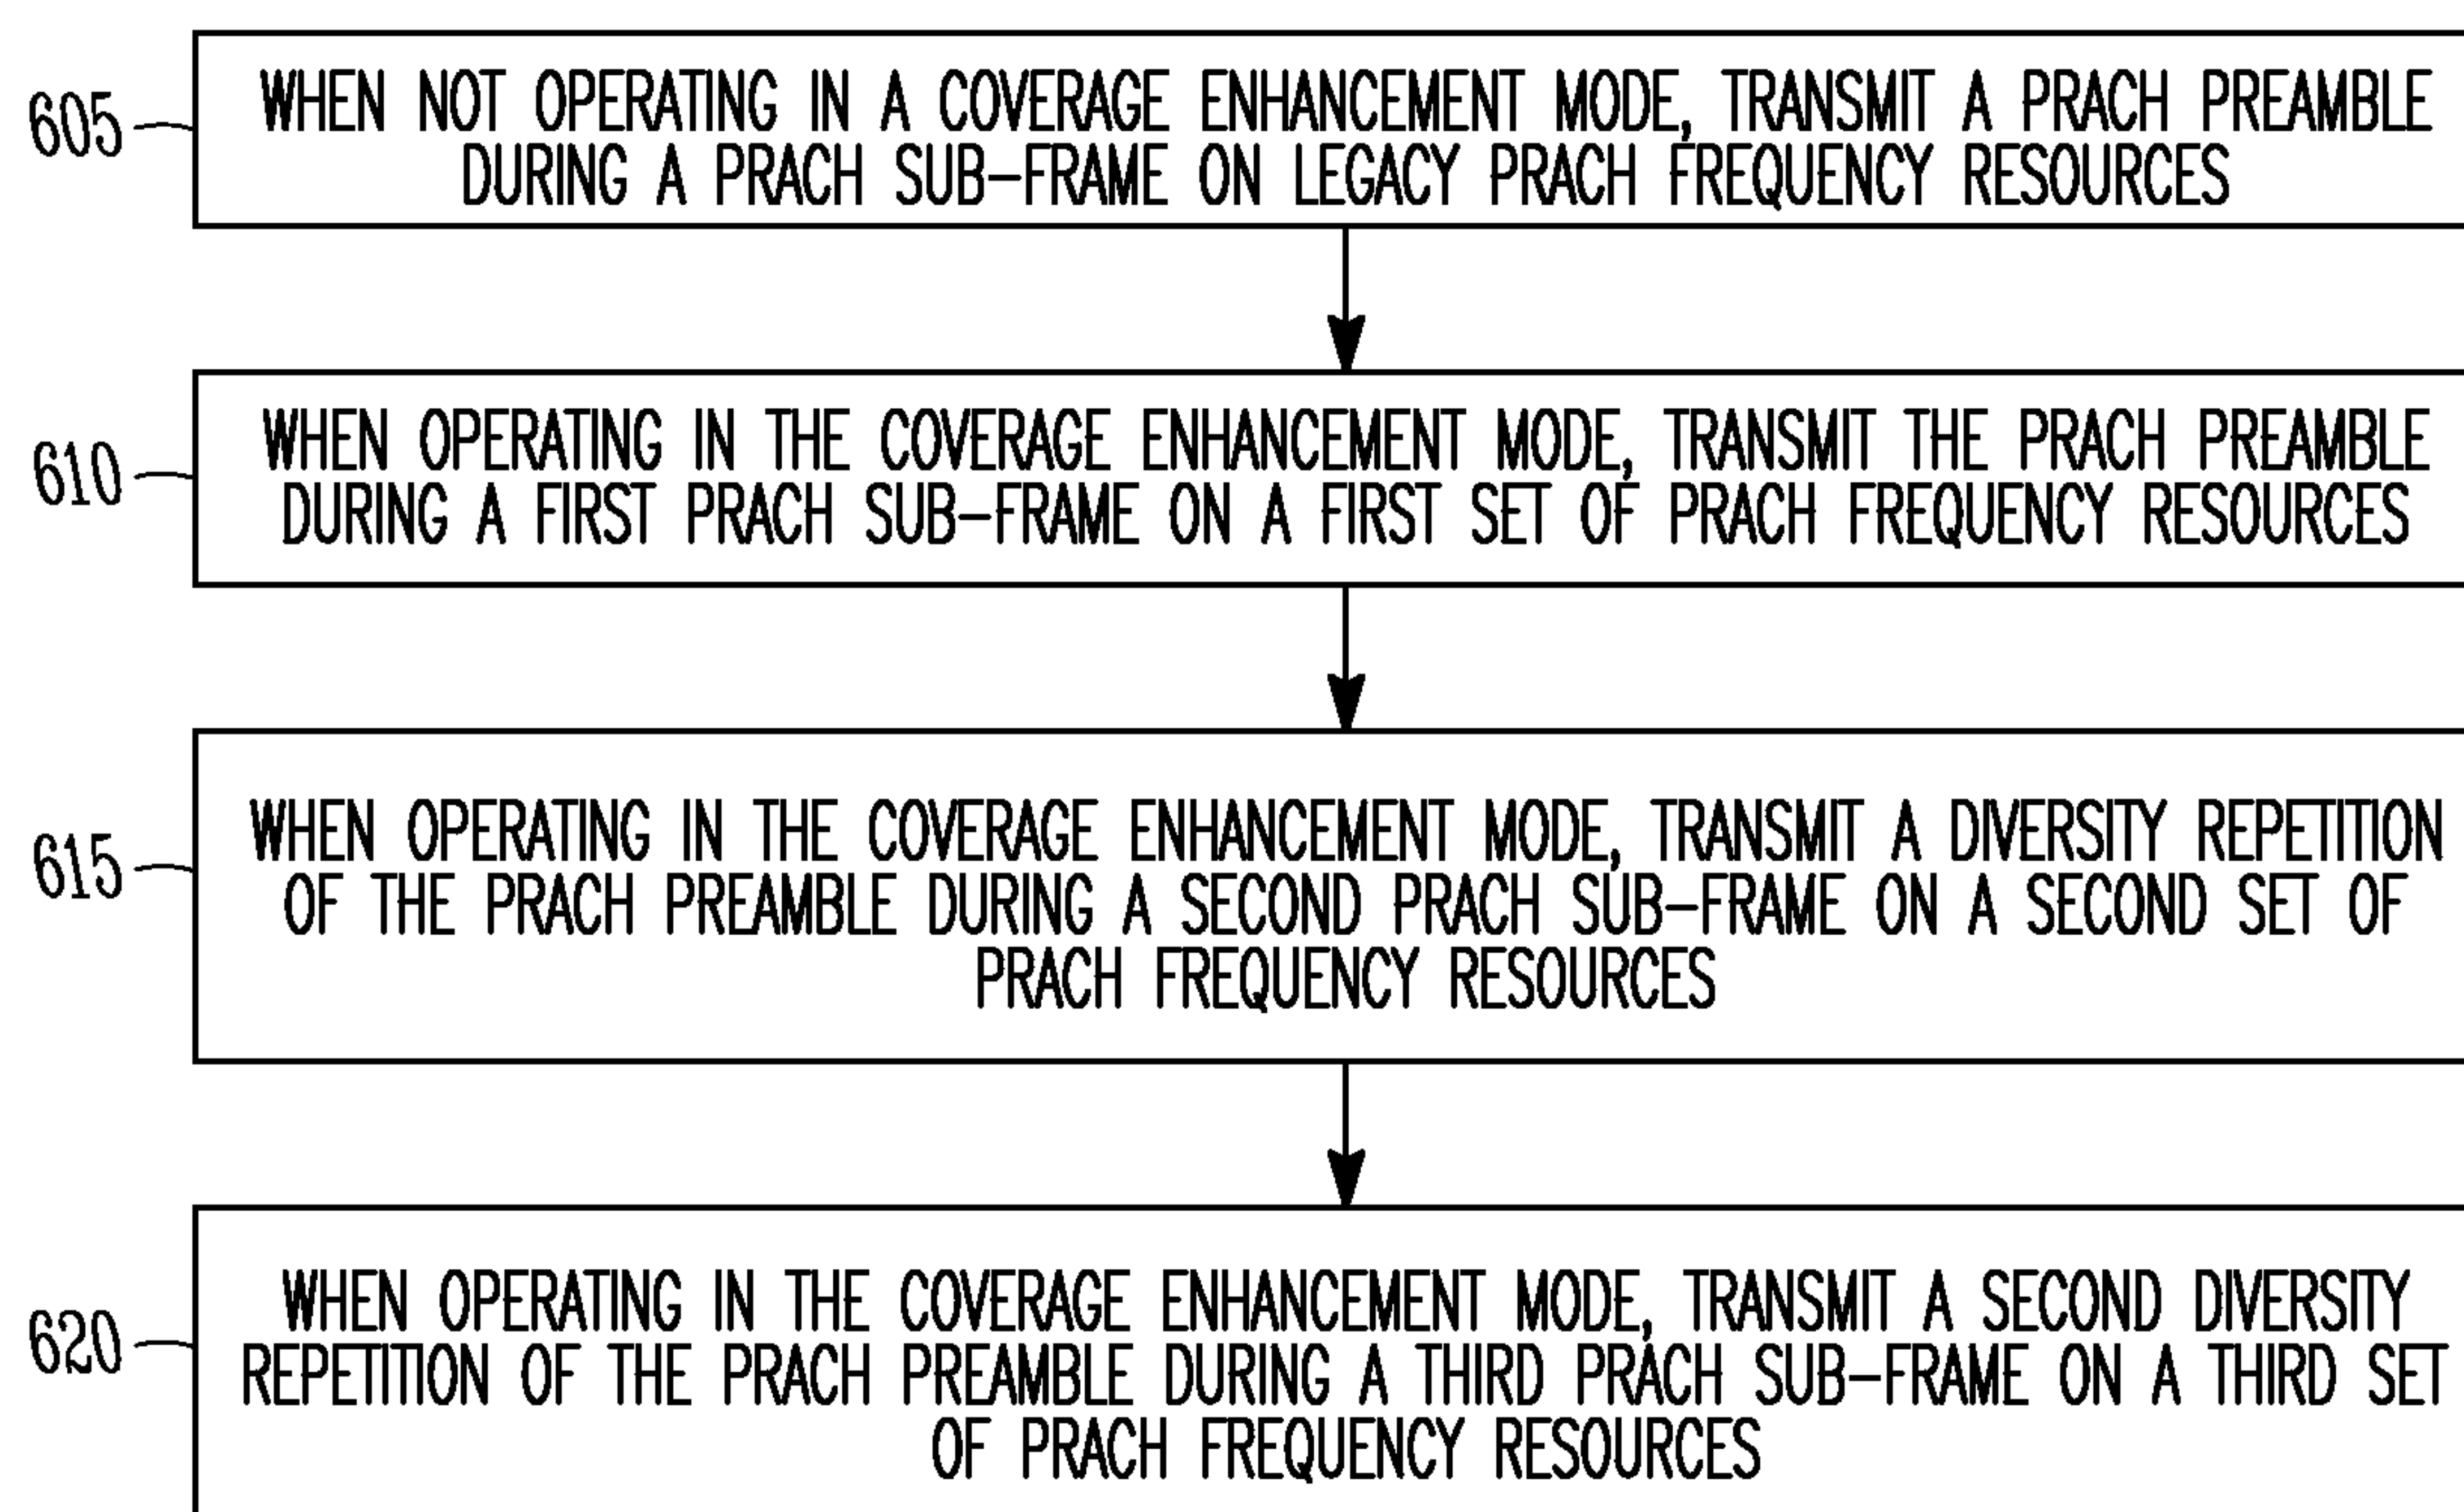 605
WHEN NOT OPERATING IN A COVERAGE ENHANCEMENT MODE, TRANSMIT A PRACH PREAMBLE
DURING A PRACH SUB-FRAME ON LEGACY PRACH FREQUENCY RESOURCES
610
WHEN OPERATING IN THE COVERAGE ENHANCEMENT MODE, TRANSMIT THE PRACH PREAMBLE
DURING A FIRST PRACH SUB-FRAME ON A FIRST SET OF PRACH FREQUENCY RESOURCES
615
WHEN OPERATING IN THE COVERAGE ENHANCEMENT MODE, TRANSMIT A DIVERSITY REPETITION
OF THE PRACH PREAMBLE DURING A SECOND PRACH SUB-FRAME ON A SECOND SET OF
PRACH FREQUENCY RESOURCES
620
WHEN OPERATING IN THE COVERAGE ENHANCEMENT MODE, TRANSMIT A SECOND DIVERSITY
REPETITION OF THE PRACH PREAMBLE DURING A THIRD PRACH SUB-FRAME ON A THIRD SET
OF PRACH FREQUENCY RESOURCES